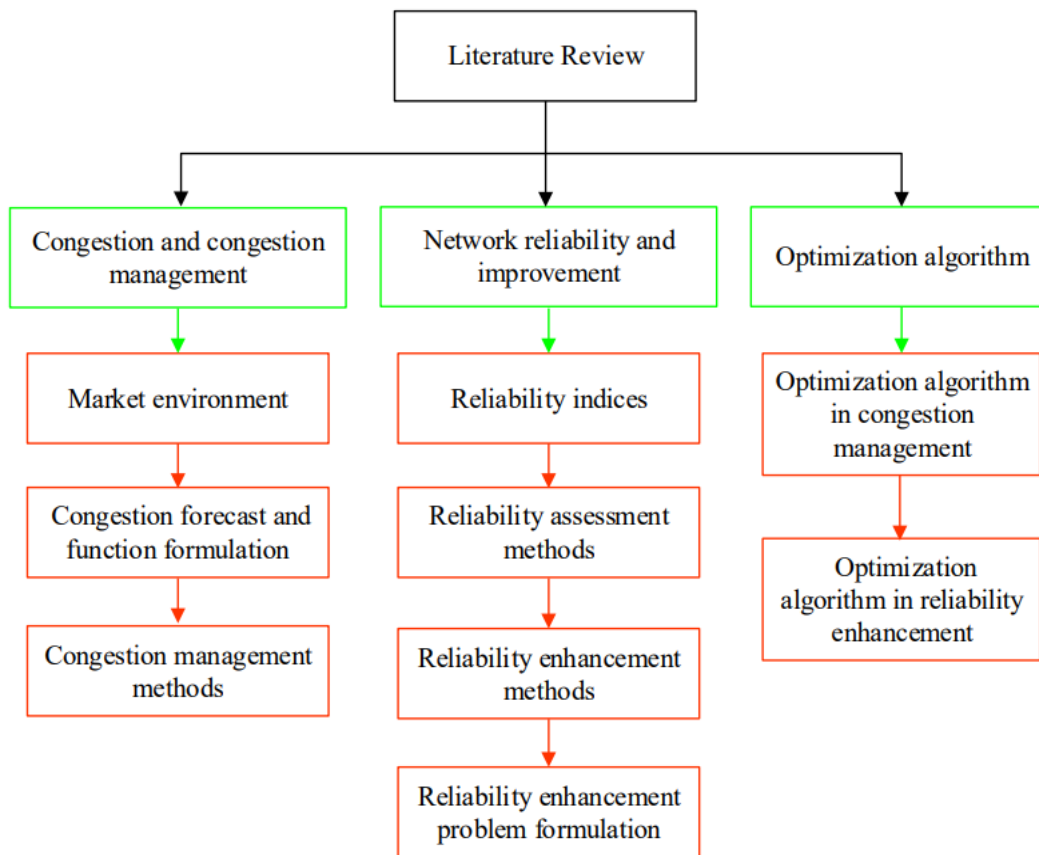 Literature Review
Congestion and congestion
management
Network reliability and
improvement
Optimization algorithm
Market environment
Reliability indices
Optimization algorithm
in congestion
management
Congestion forecast and
function formulation
Reliability assessment
methods
Optimization
algorithm in reliability
enhancement
Congestion management
methods
Reliability enhancement
methods
Reliability enhancement
problem formulation